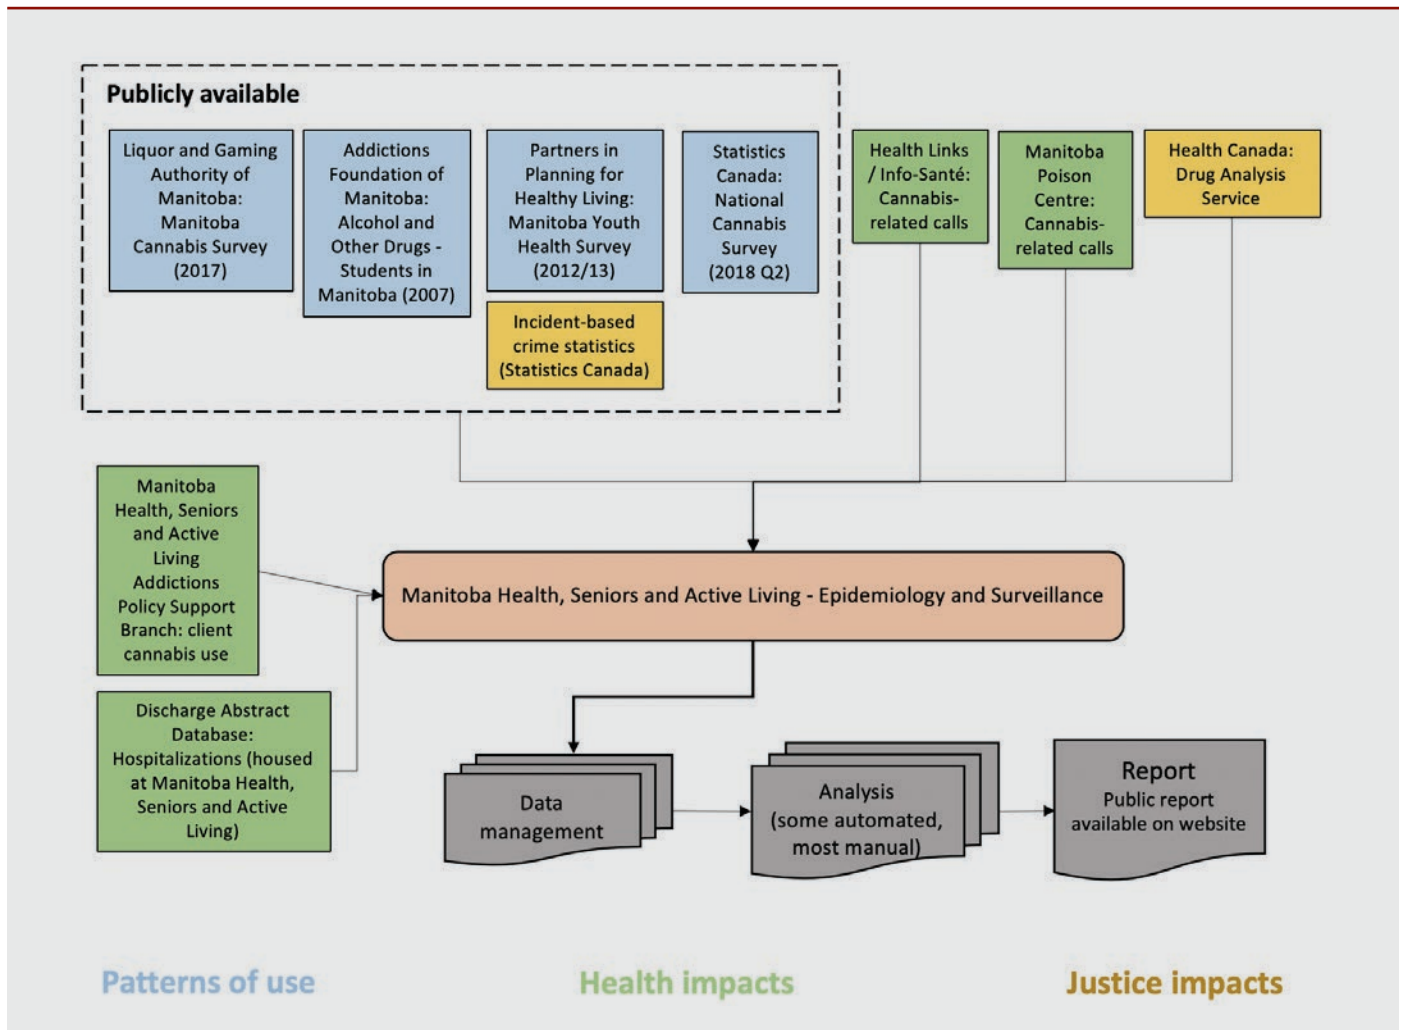 Publicly available
Liquor and Gaming
Authority of
Manitoba:
Manitoba
Cannabis Survey
(2017)
Addictions
Foundation of
Manitoba:
Alcohol and
Other Drugs -
Students in
Manitoba (2007)
Partners in
Planning for
Healthy Living:
Manitoba Youth
Health Survey
(2012/13)
Statistics
Canada:
National
Cannabis
Survey
(2018 Q2)
Incident-based
crime statistics
(Statistics Canada)
Health Links
/ Info-Santé:
Cannabis-
related calls
Manitoba
Poison
Centre:
Cannabis-
related calls
Health Canada:
Drug Analysis
Service
Manitoba
Health, Seniors
and Active
Living
Addictions
Policy Support
Branch: client
cannabis use
Discharge Abstract
Database:
Hospitalizations (housed
at Manitoba Health,
Seniors and Active
Living)
Manitoba Health, Seniors and Active Living - Epidemiology and Surveillance
Data
management
Analysis
(some automated,
most manual)
Report
Public report
available on website
Patterns of use
Health impacts
Justice impacts